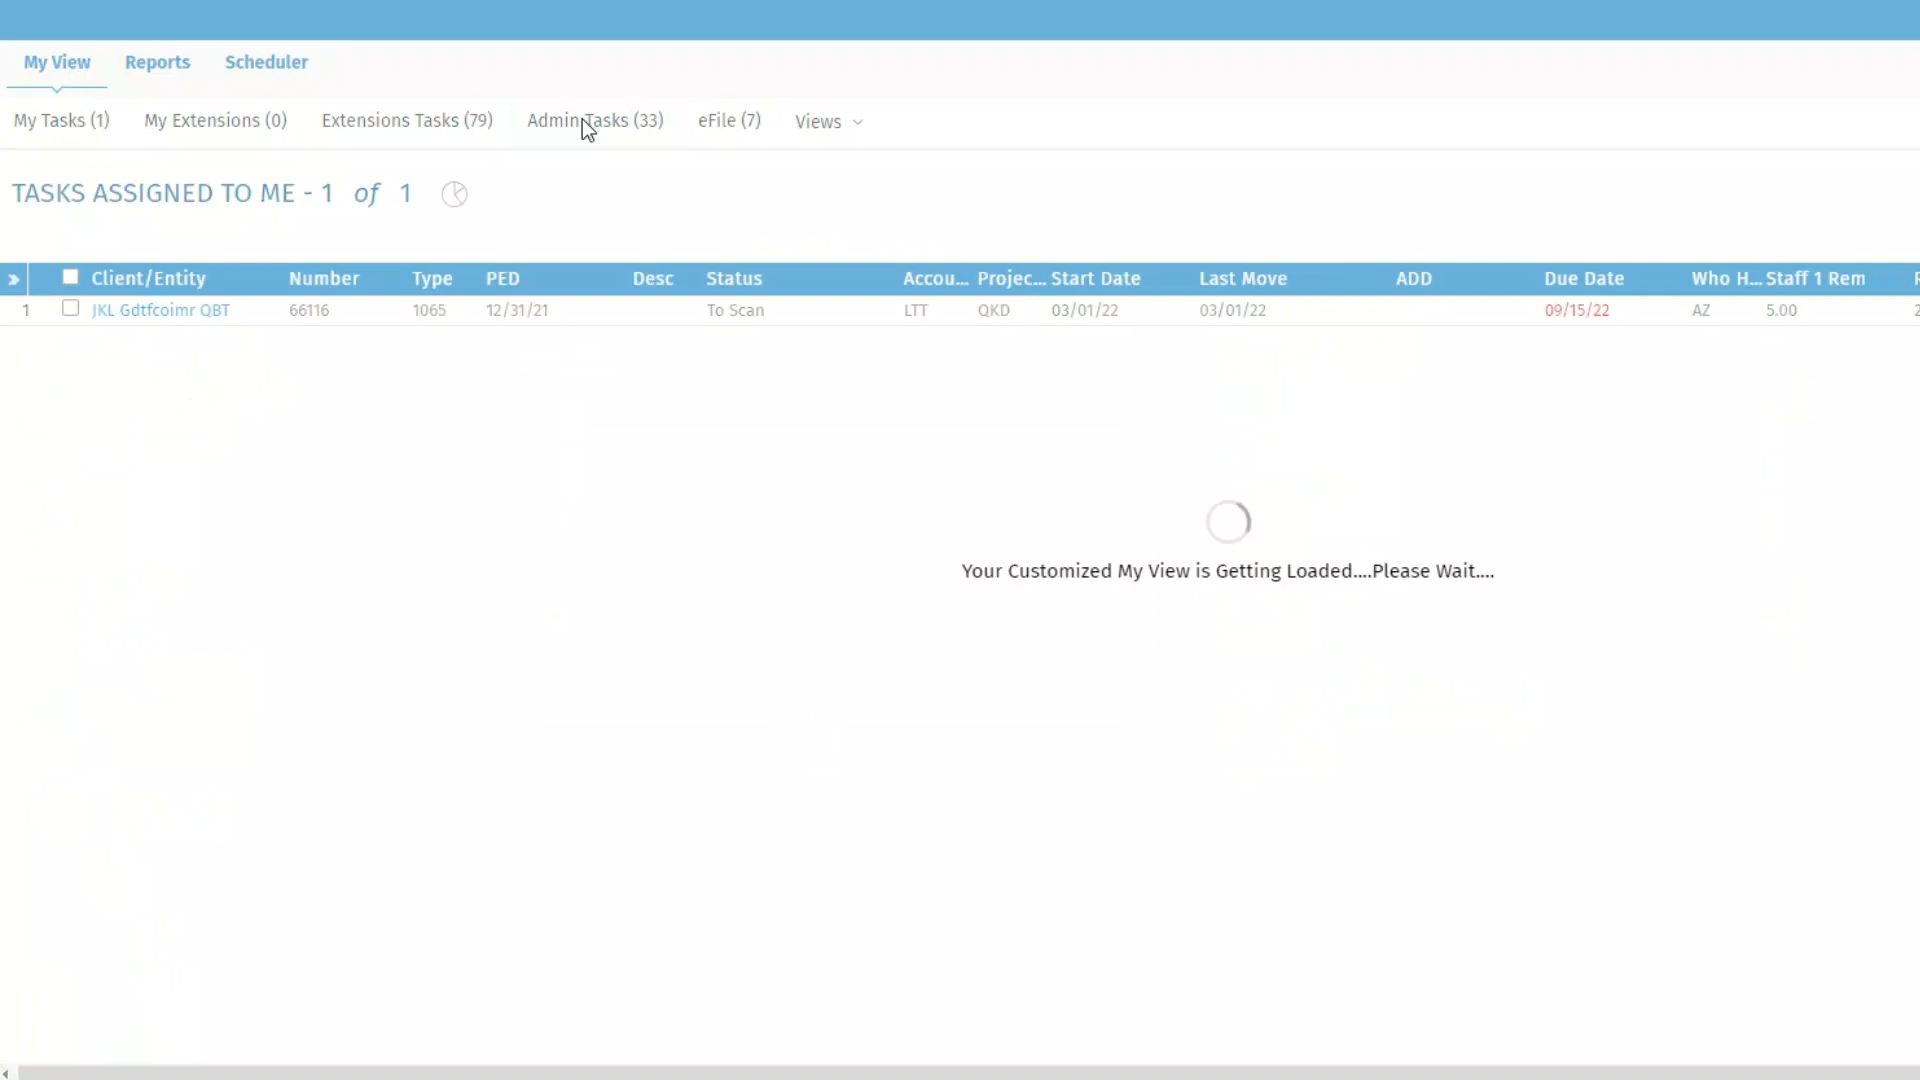 My View Reports Scheduler
My Tasks (1) My Extensions (0) Extensions Tasks (79) Admin Tasks (33) eFile (7) Views
TASKS ASSIGNED TO ME - 1 of 1
Client/Entity Number Type PED Desc Status Accou... Projec... Start Date Last Move ADD Due Date Who H... Staff 1 Rem
1 JKL Gdtfcoimr QBT 66116 1065 12/31/21 To Scan LTT QKD 03/01/22 03/01/22 09/15/22 AZ 5.00
Your Customized My View is Getting Loaded....Please Wait....